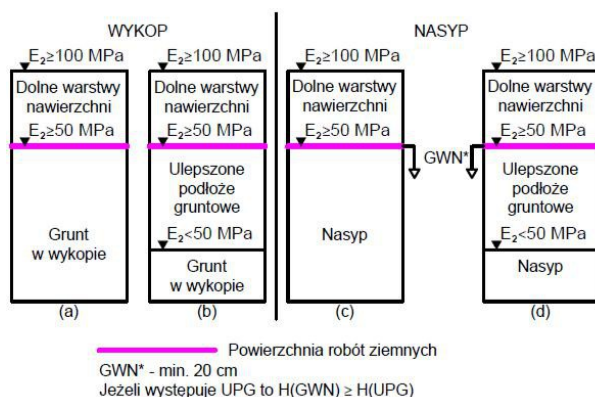 WYKOP
NASYP
E₂≥100 MPa
Dolne warstwy
nawierzchni
E₂≥50 MPa
Grunt
w wykopie
(a)
E₂≥100 MPa
Dolne warstwy
nawierzchni
E₂≥50 MPa
Ulepszone
podłoże
gruntowe
E₂<50 MPa
Grunt
w wykopie
(b)
E₂≥100 MPa
Dolne warstwy
nawierzchni
E₂≥50 MPa
Nasyp
(c)
GWN*
E₂≥100 MPa
Dolne warstwy
nawierzchni
E₂≥50 MPa
Ulepszone
podłoże
gruntowe
E₂<50 MPa
Nasyp
(d)
Powierzchnia robót ziemnych
GWN* - min. 20 cm
Jeżeli występuje UPG to H(GWN) ≥ H(UPG)